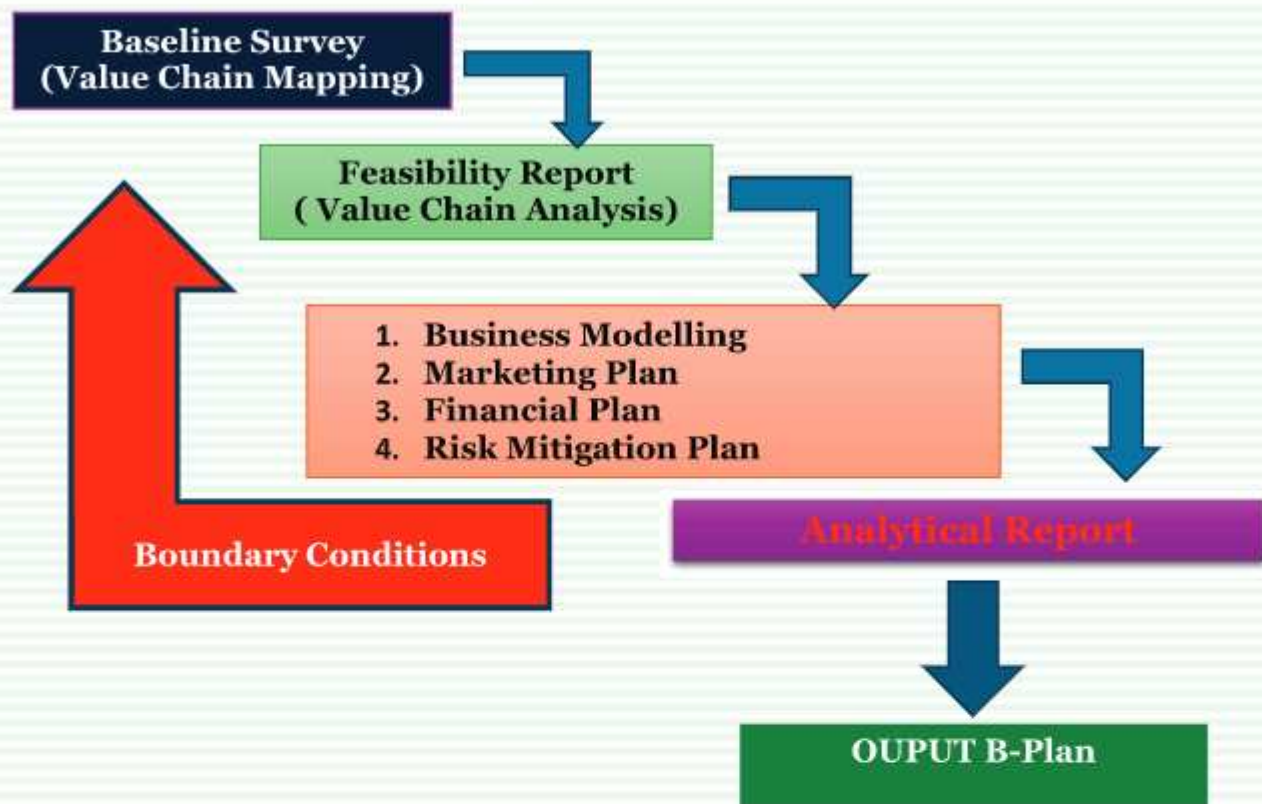 Baseline Survey
(Value Chain Mapping)
Feasibility Report
( Value Chain Analysis)
1. Business Modelling
2. Marketing Plan
3. Financial Plan
4. Risk Mitigation Plan
Analytical Report
Boundary Conditions
OUPUT B-Plan